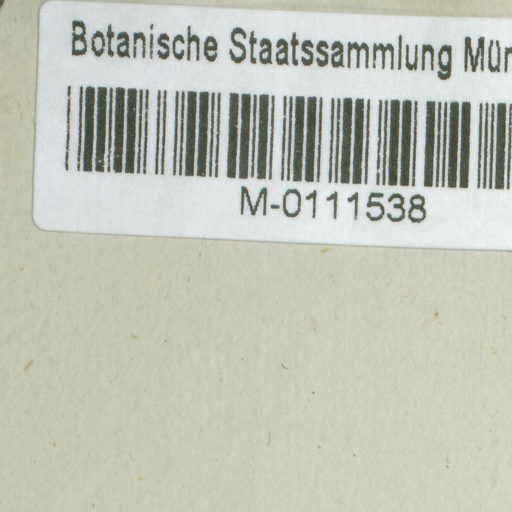 Botanische Staatssammlung Mün
M-0111538